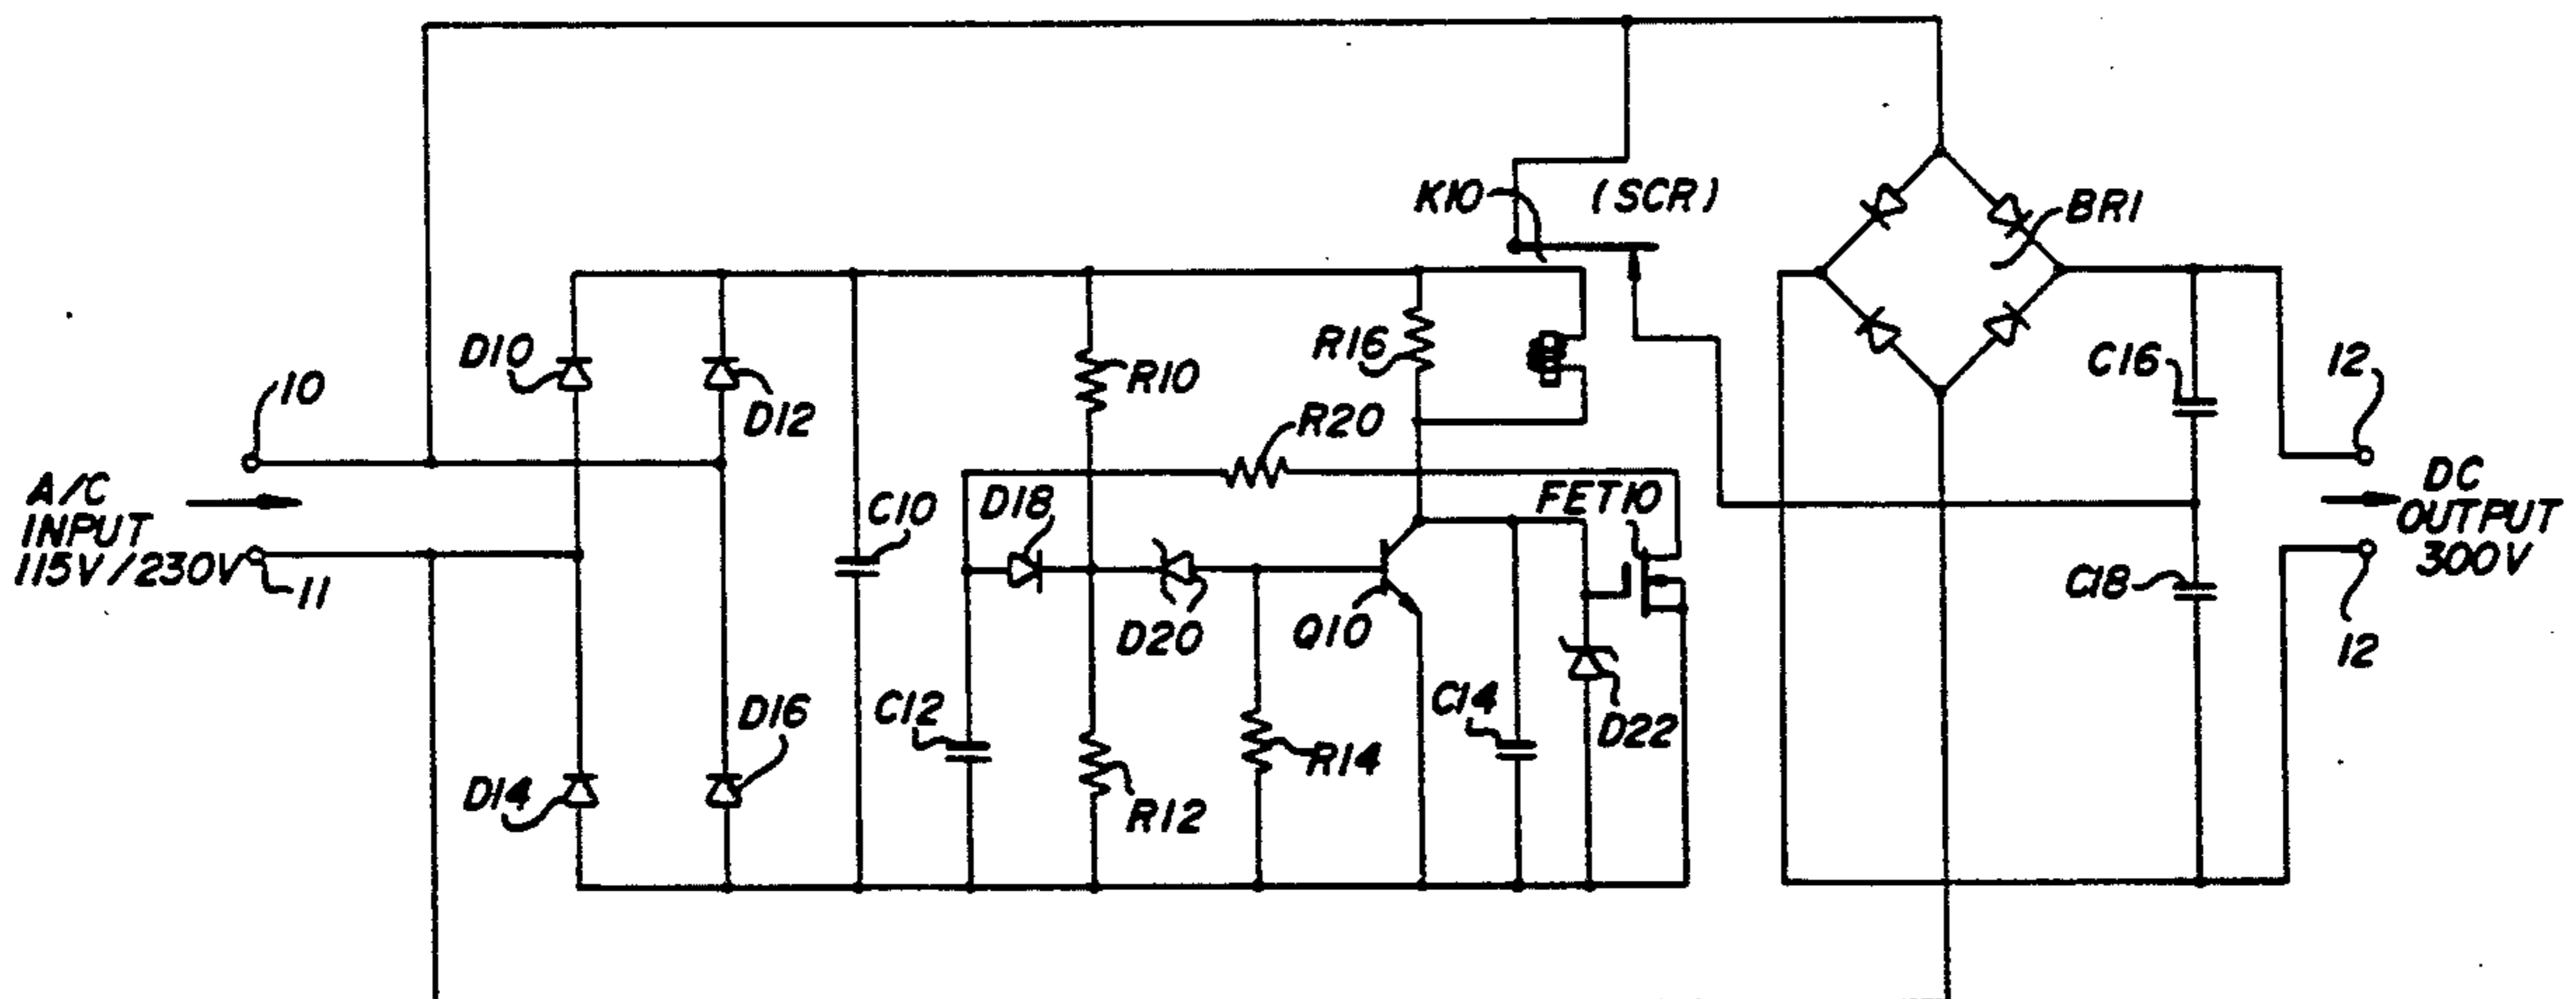 K10
(SCR)
BR1
D10
D12
R10
R16
C16
12
10
R20
A/C
INPUT
115V/230V
11
C10
D18
FET10
DC
OUTPUT
300V
C18
D20
Q10
12
D14
D16
C12
R12
R14
C14
D22